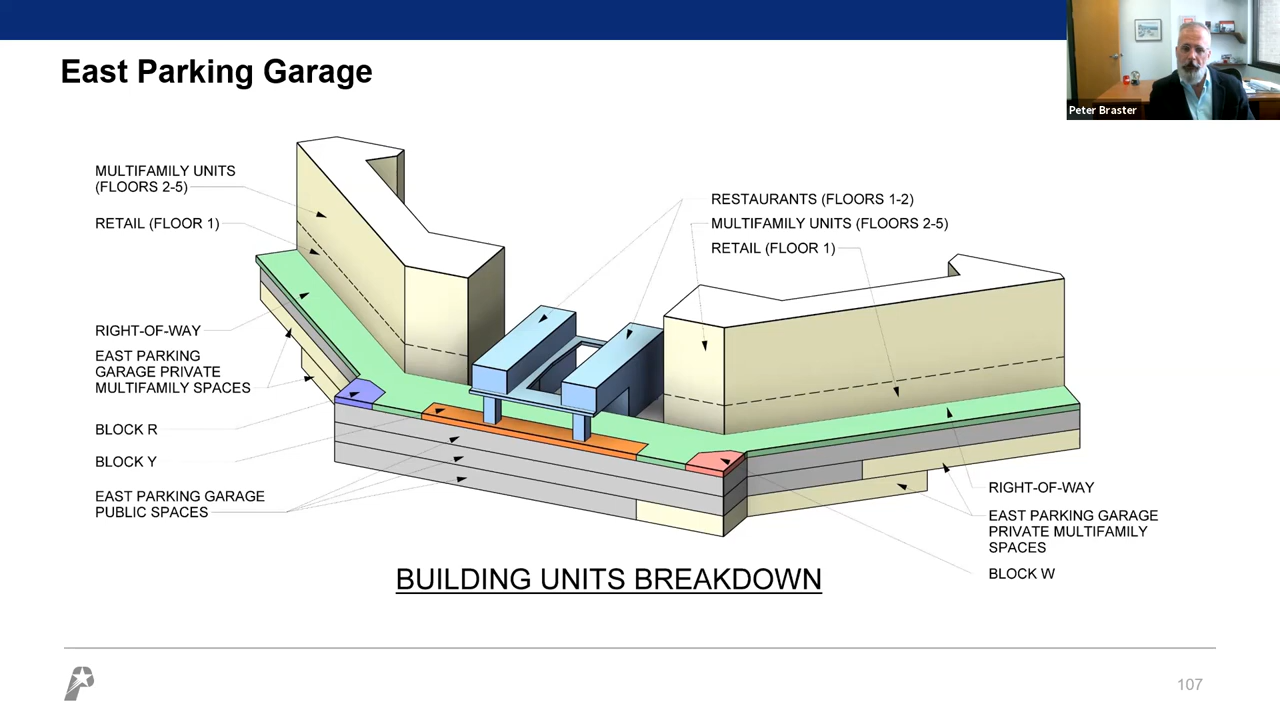 East Parking Garage
Peter Braster
MULTIFAMILY UNITS
(FLOORS 2-5)
RETAIL (FLOOR 1)
RIGHT-OF-WAY
EAST PARKING
GARAGE PRIVATE
MULTIFAMILY SPACES
BLOCK R
BLOCK Y
EAST PARKING GARAGE
PUBLIC SPACES
RESTAURANTS (FLOORS 1-2)
MULTIFAMILY UNITS (FLOORS 2-5)
RETAIL (FLOOR 1)
RIGHT-OF-WAY
EAST PARKING GARAGE
PRIVATE MULTIFAMILY
SPACES
BLOCK W
BUILDING UNITS BREAKDOWN
P
107